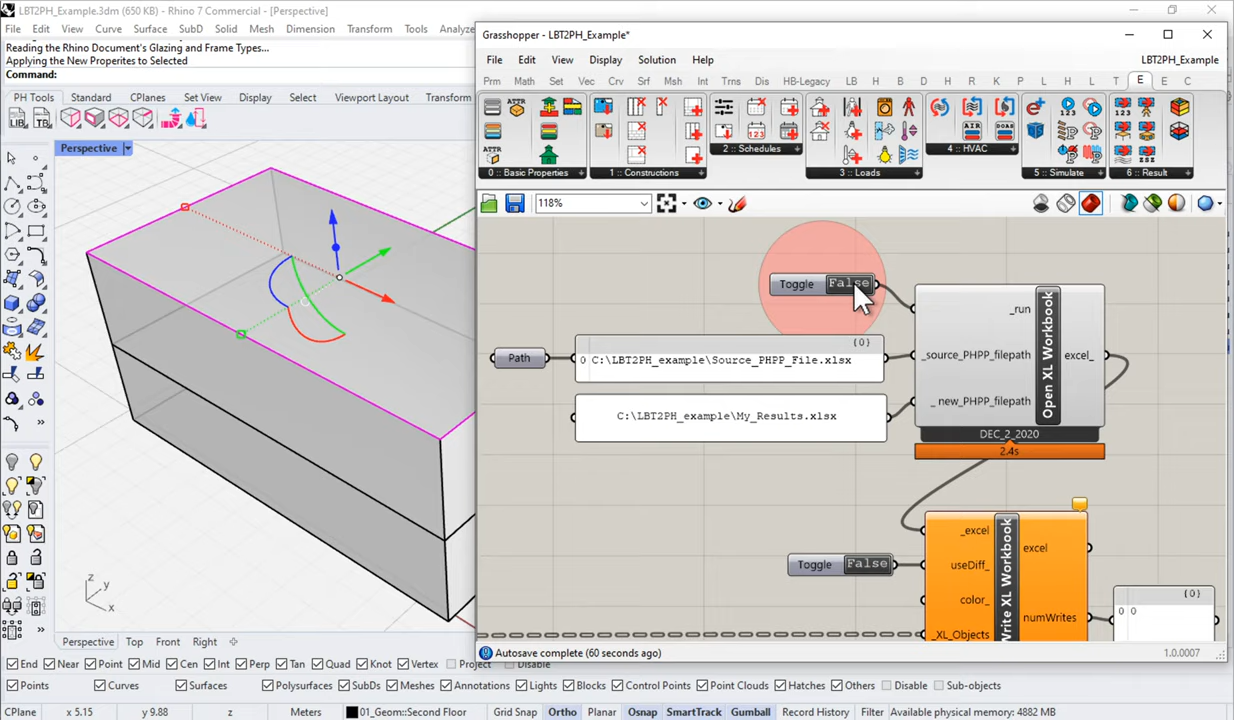 LBT2PH_Example.3dm (650 KB) - Rhino 7 Commercial - [Perspective]
File Edit View Curve Surface SubD Solid Mesh Dimension Transform Tools Analyze
Reading the Rhino Document's Glazing and Frame Types...
Applying the New Properites to Selected
Command:
PH Tools Standard CPlanes Set View Display Select Viewport Layout Transform
LIB TB
Perspective
z y x
Perspective Top Front Right
End Near Point Mid Cen Int Perp Tan Quad Knot Vertex Project Disable
Points Curves Surfaces Polysurfaces SubDs Meshes Annotations Lights Blocks Control Points Point Clouds Hatches Others Disable Sub-objects
CPlane x 5.15 y 9.88 z Meters 01_Geom::Second Floor Grid Snap Ortho Planar Osnap SmartTrack Gumball Record History Filter Available physical memory: 4882 MB
Grasshopper - LBT2PH_Example*
File Edit View Display Solution Help LBT2PH_Example
Prm Math Set Vec Crv Srf Msh Int Trns Dis HB-Legacy LB H B D H R K P L H L T E E C
ATTR
ATTR
123
AIR DOAS
0 :: Basic Properties 1 :: Constructions 2 :: Schedules 3 :: Loads 4 :: HVAC 5 :: Simulate 6 :: Result
118%
Toggle False
Path
{0}
0 C:\LBT2PH_example\Source_PHPP_File.xlsx
C:\LBT2PH_example\My_Results.xlsx
_run
_source_PHPP_filepath
_new_PHPP_filepath
Open XL Workbook
excel_
DEC_2_2020
2.4s
Toggle False
_excel
useDiff_
color_
_XL_Objects
Write XL Workbook
excel
numWrites
{0}
0 0
Autosave complete (60 seconds ago) 1.0.0007